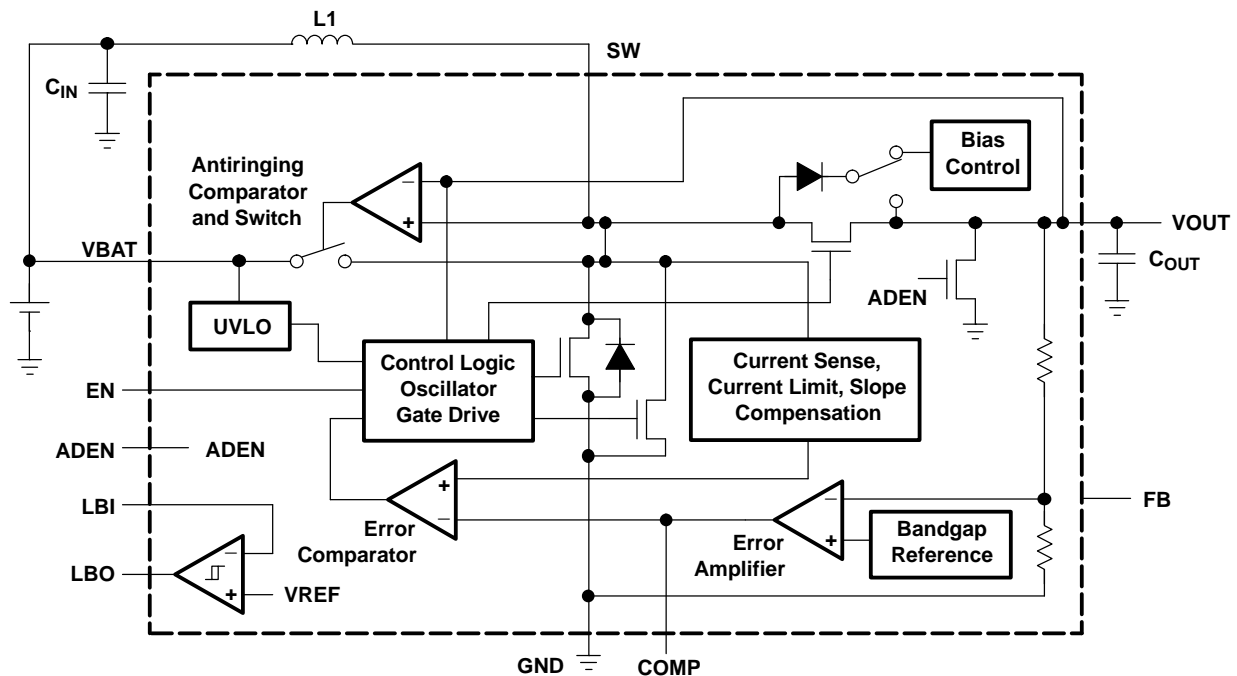 L1
SW
CIN
Antiringing
Comparator
and Switch
Bias
Control
−
+
VBAT
VOUT
COUT
ADEN
UVLO
Control Logic
Oscillator
Gate Drive
Current Sense,
Current Limit, Slope
Compensation
EN
ADEN
ADEN
LBI
LBO
−
+
VREF
+
−
Error
Comparator
−
+
Error
Amplifier
Bandgap
Reference
FB
GND
COMP